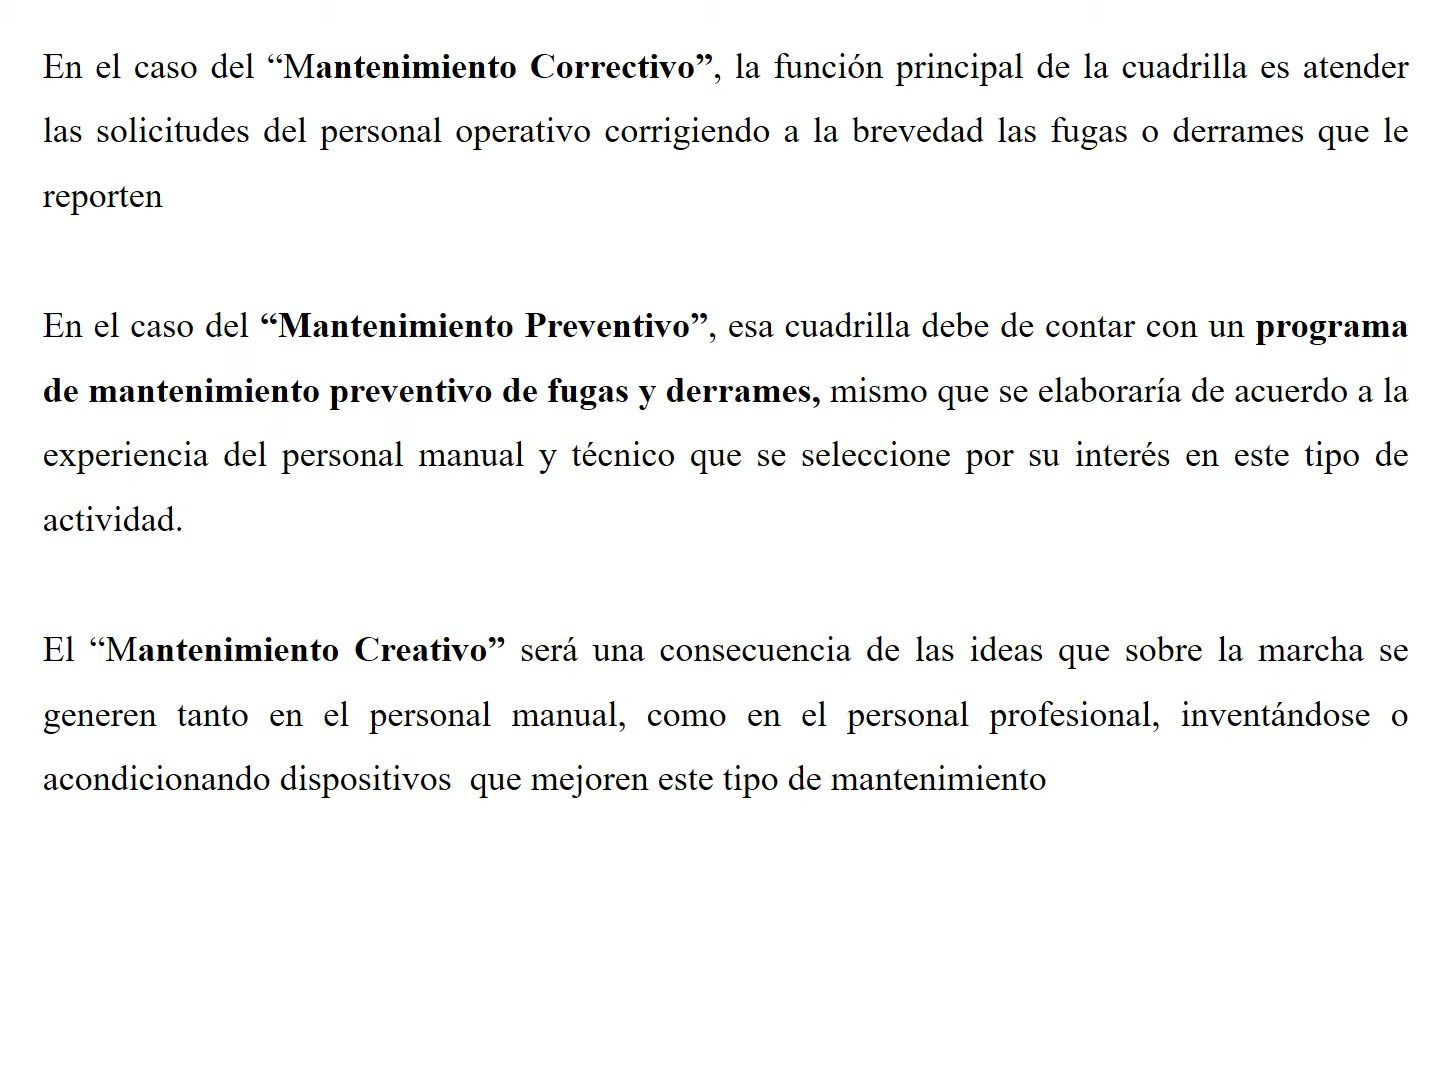 En el caso del “Mantenimiento Correctivo”, la función principal de la cuadrilla es atender
las solicitudes del personal operativo corrigiendo a la brevedad las fugas o derrames que le
reporten
En el caso del “Mantenimiento Preventivo”, esa cuadrilla debe de contar con un programa
de mantenimiento preventivo de fugas y derrames, mismo que se elaboraría de acuerdo a la
experiencia del personal manual y técnico que se seleccione por su interés en este tipo de
actividad.
El “Mantenimiento Creativo” será una consecuencia de las ideas que sobre la marcha se
generen tanto en el personal manual, como en el personal profesional, inventándose o
acondicionando dispositivos  que mejoren este tipo de mantenimiento